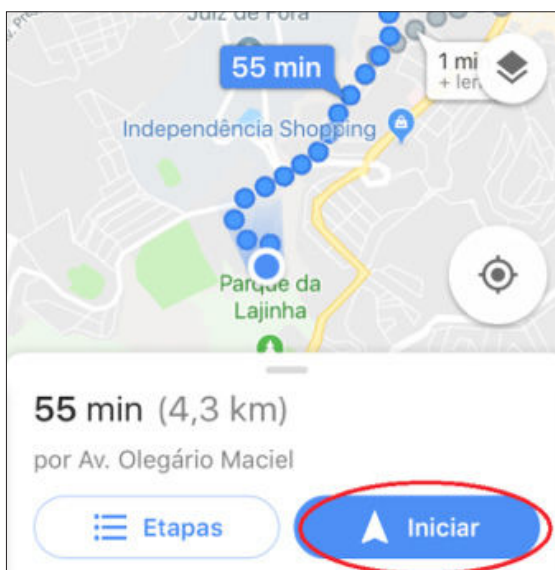 Juiz de Fora
55 min
1 mi
+ len
Independência Shopping
Parque da
Lajinha
55 min (4,3 km)
por Av. Olegário Maciel
Etapas
Iniciar